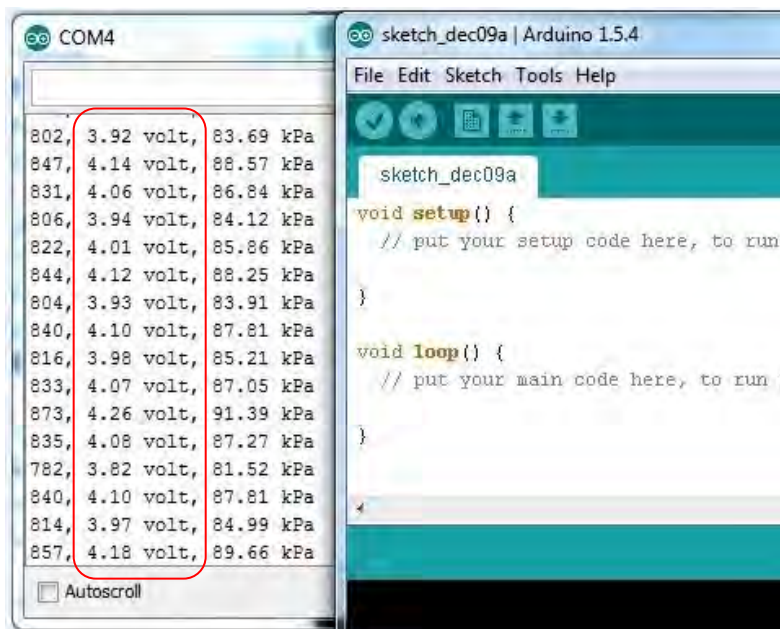 COM4
802, 3.92 volt, 83.69 kPa
847, 4.14 volt, 88.57 kPa
831, 4.06 volt, 86.84 kPa
806, 3.94 volt, 84.12 kPa
822, 4.01 volt, 85.86 kPa
844, 4.12 volt, 88.25 kPa
804, 3.93 volt, 83.91 kPa
840, 4.10 volt, 87.81 kPa
816, 3.98 volt, 85.21 kPa
833, 4.07 volt, 87.05 kPa
873, 4.26 volt, 91.39 kPa
835, 4.08 volt, 87.27 kPa
782, 3.82 volt, 81.52 kPa
840, 4.10 volt, 87.81 kPa
814, 3.97 volt, 84.99 kPa
857, 4.18 volt, 89.66 kPa
Autoscroll
sketch_dec09a | Arduino 1.5.4
File Edit Sketch Tools Help
sketch_dec09a
void setup() {
// put your setup code here, to run
}
void loop() {
// put your main code here, to run
}